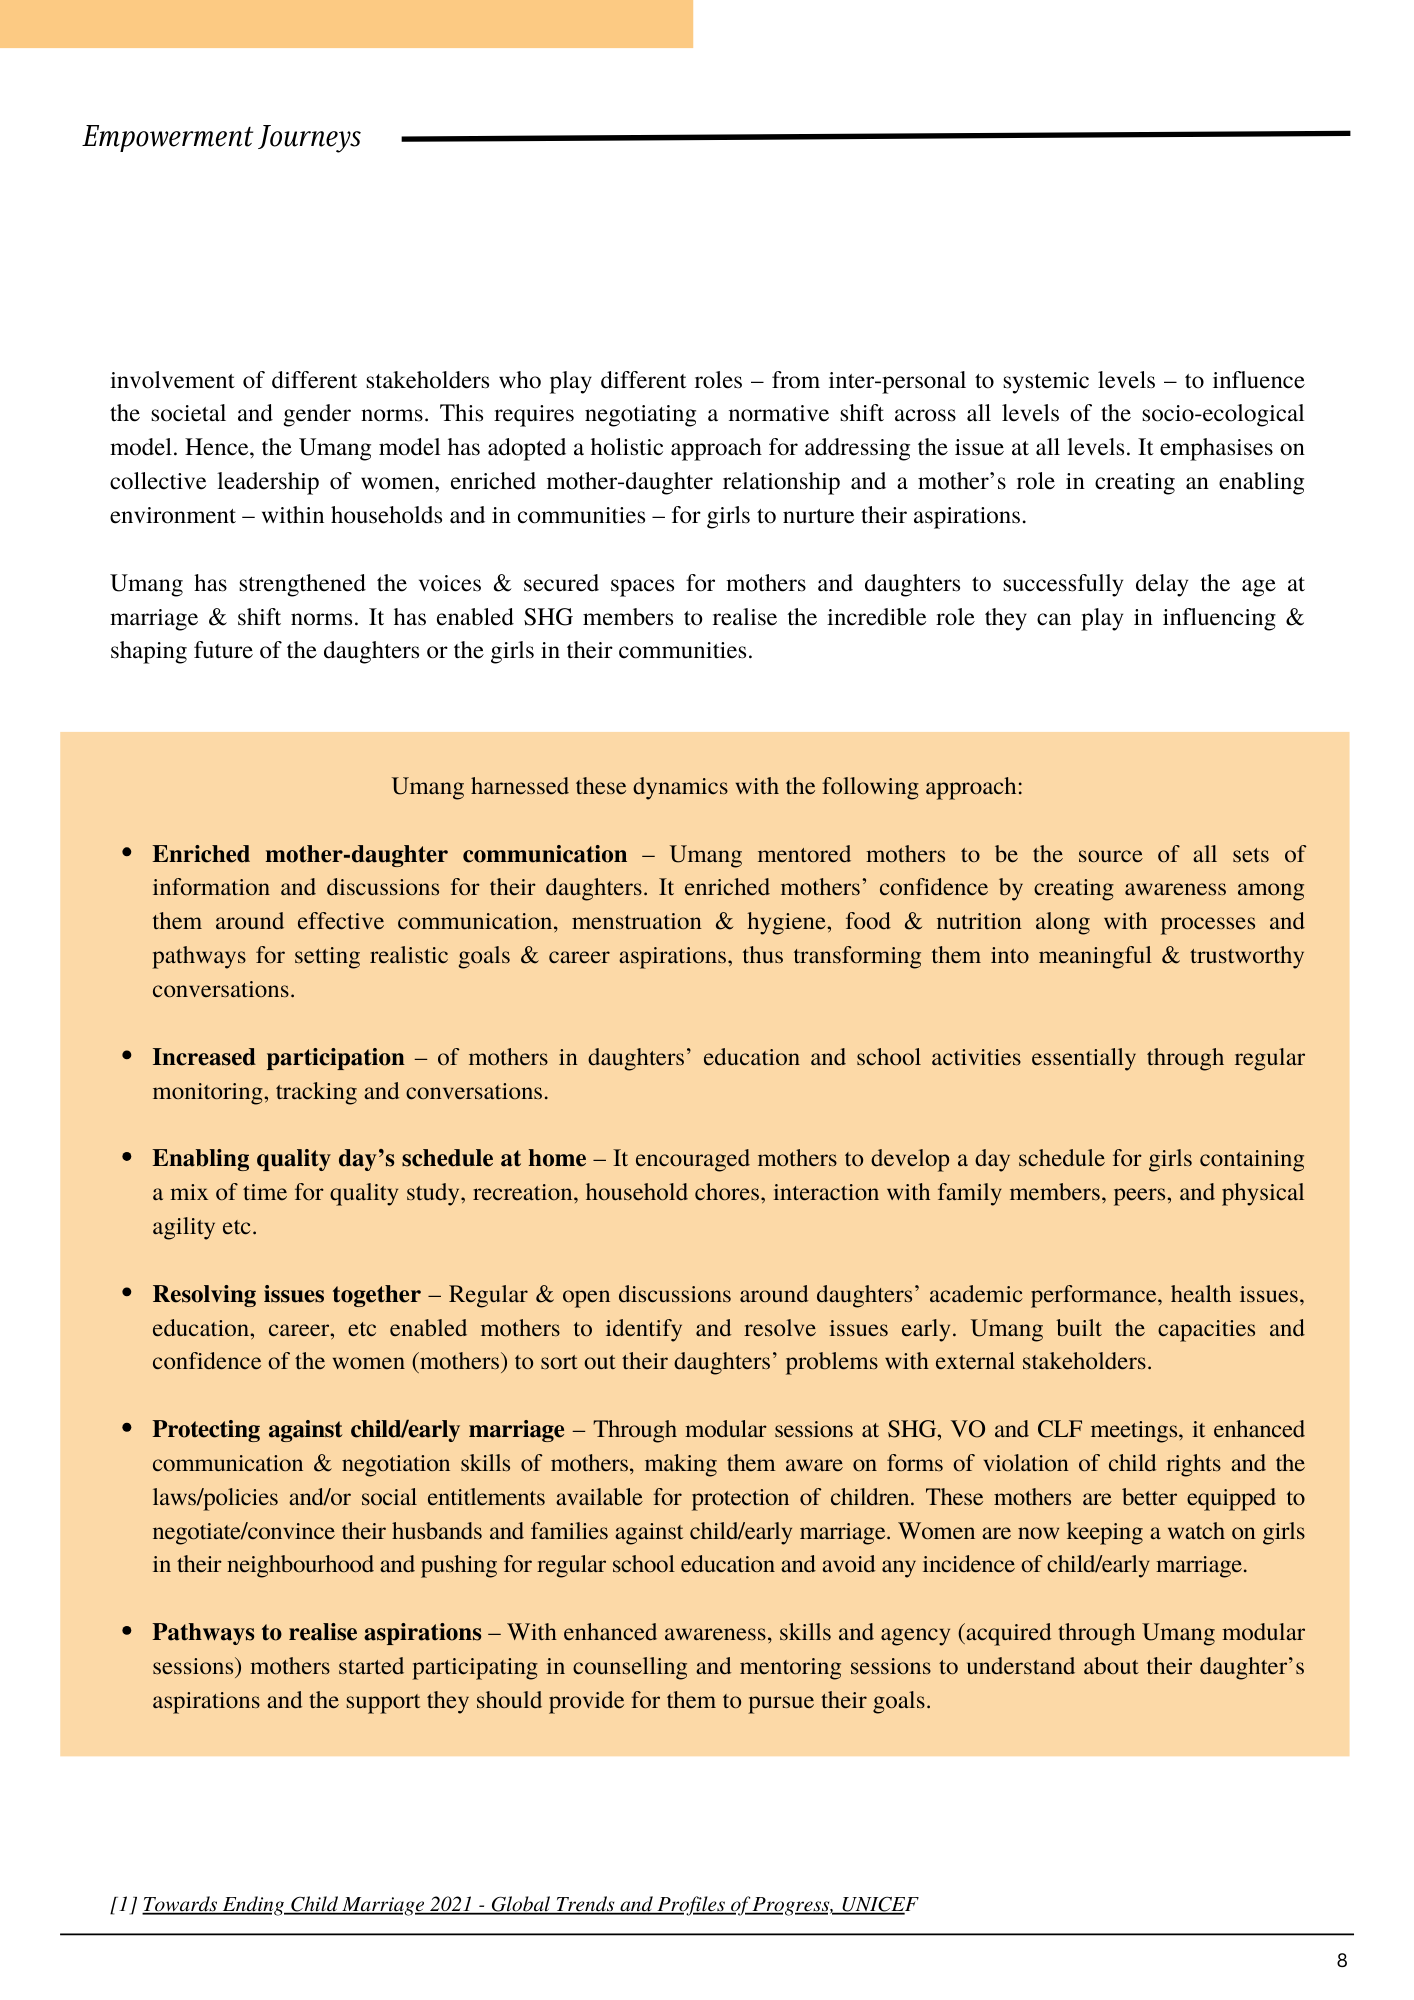 Empowerment Journeys
involvement of different stakeholders who play different roles – from inter-personal to systemic levels – to influence
the societal and gender norms. This requires negotiating a normative shift across all levels of the socio-ecological
model. Hence, the Umang model has adopted a holistic approach for addressing the issue at all levels. It emphasises on
collective leadership of women, enriched mother-daughter relationship and a mother’s role in creating an enabling
environment – within households and in communities – for girls to nurture their aspirations.
Umang has strengthened the voices & secured spaces for mothers and daughters to successfully delay the age at
marriage & shift norms. It has enabled SHG members to realise the incredible role they can play in influencing &
shaping future of the daughters or the girls in their communities.
Umang harnessed these dynamics with the following approach:
• Enriched mother-daughter communication – Umang mentored mothers to be the source of all sets of
information and discussions for their daughters. It enriched mothers’ confidence by creating awareness among
them around effective communication, menstruation & hygiene, food & nutrition along with processes and
pathways for setting realistic goals & career aspirations, thus transforming them into meaningful & trustworthy
conversations.
• Increased participation – of mothers in daughters’ education and school activities essentially through regular
monitoring, tracking and conversations.
• Enabling quality day’s schedule at home – It encouraged mothers to develop a day schedule for girls containing
a mix of time for quality study, recreation, household chores, interaction with family members, peers, and physical
agility etc.
• Resolving issues together – Regular & open discussions around daughters’ academic performance, health issues,
education, career, etc enabled mothers to identify and resolve issues early. Umang built the capacities and
confidence of the women (mothers) to sort out their daughters’ problems with external stakeholders.
• Protecting against child/early marriage – Through modular sessions at SHG, VO and CLF meetings, it enhanced
communication & negotiation skills of mothers, making them aware on forms of violation of child rights and the
laws/policies and/or social entitlements available for protection of children. These mothers are better equipped to
negotiate/convince their husbands and families against child/early marriage. Women are now keeping a watch on girls
in their neighbourhood and pushing for regular school education and avoid any incidence of child/early marriage.
• Pathways to realise aspirations – With enhanced awareness, skills and agency (acquired through Umang modular
sessions) mothers started participating in counselling and mentoring sessions to understand about their daughter’s
aspirations and the support they should provide for them to pursue their goals.
[1] Towards Ending Child Marriage 2021 - Global Trends and Profiles of Progress, UNICEF
8